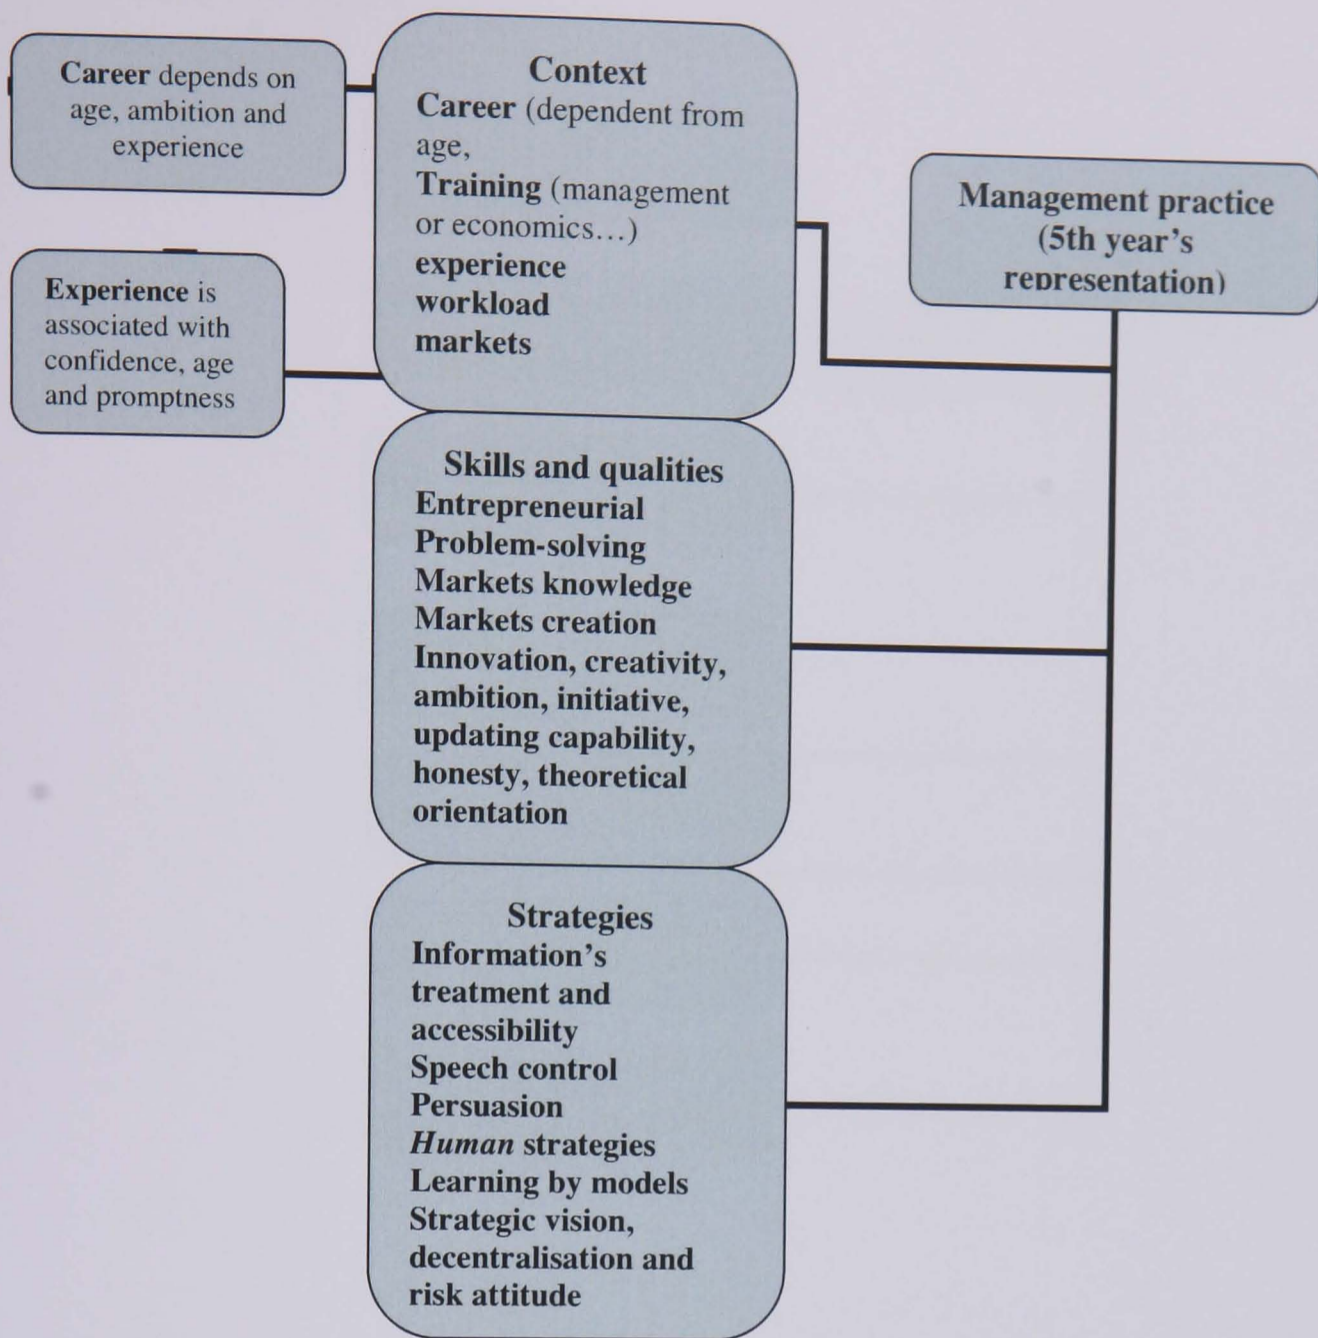 Career depends on
age, ambition and
experience
Experience is
associated with
confidence, age
and promptness
Context
Career (dependent from
age,
Training (management
or economics…)
experience
workload
markets
Skills and qualities
Entrepreneurial
Problem-solving
Markets knowledge
Markets creation
Innovation, creativity,
ambition, initiative,
updating capability,
honesty, theoretical
orientation
Strategies
Information’s
treatment and
accessibility
Speech control
Persuasion
Human strategies
Learning by models
Strategic vision,
decentralisation and
risk attitude
Management practice
(5th year’s
representation)